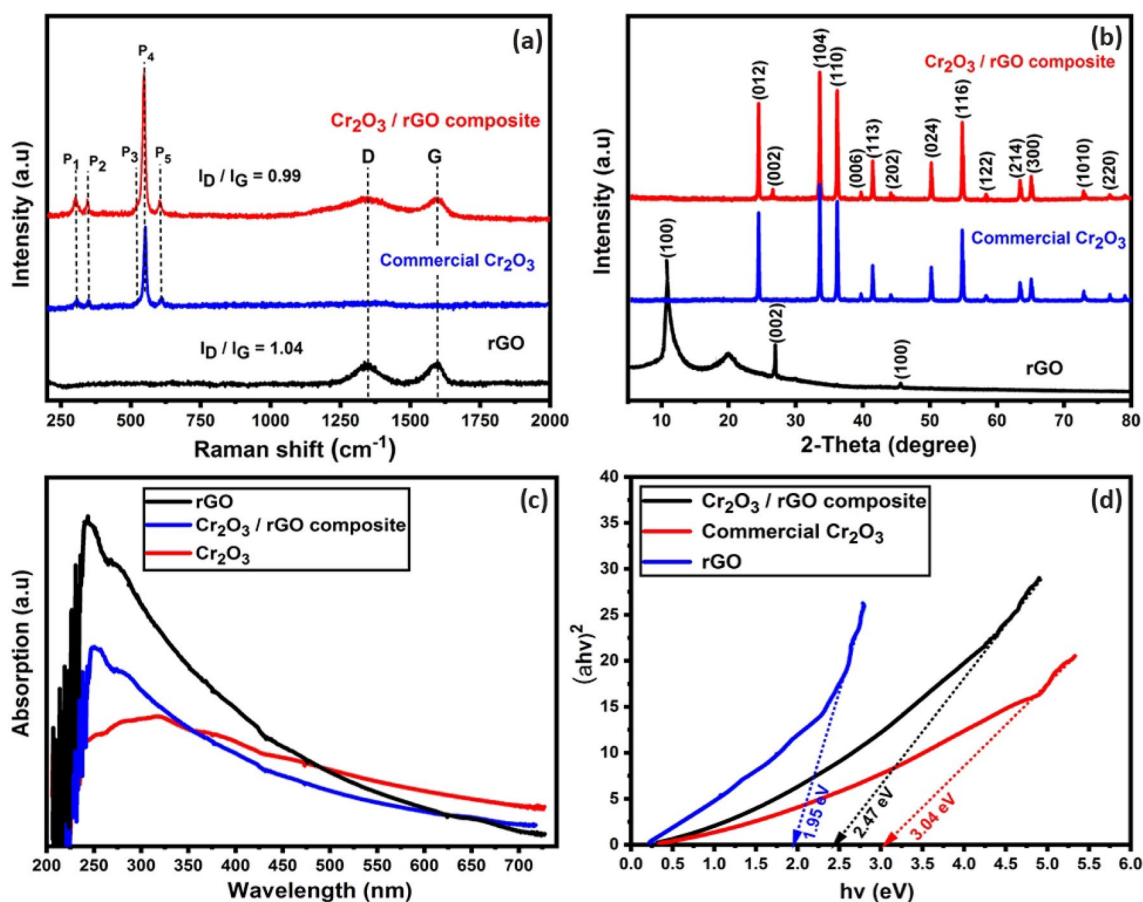 (a)
P₁
P₂
P₃
P₄
P₅
Cr₂O₃ / rGO composite
I_D / I_G = 0.99
D
G
Commercial Cr₂O₃
I_D / I_G = 1.04
rGO
Intensity (a.u)
250 500 750 1000 1250 1500 1750 2000
Raman shift (cm⁻¹)
(b)
Cr₂O₃ / rGO composite
(012)
(002)
(104)
(110)
(006)
(113)
(202)
(024)
(116)
(122)
(214)
(300)
(1010)
(220)
Commercial Cr₂O₃
(100)
(002)
(100)
rGO
Intensity (a.u)
10 20 30 40 50 60 70 80
2-Theta (degree)
(c)
rGO
Cr₂O₃ / rGO composite
Cr₂O₃
Absorption (a.u)
200 250 300 350 400 450 500 550 600 650 700
Wavelength (nm)
(d)
Cr₂O₃ / rGO composite
Commercial Cr₂O₃
rGO
(ahv)²
40
35
30
25
20
15
10
5
0
1.95 eV
2.47 eV
3.04 eV
0.0 0.5 1.0 1.5 2.0 2.5 3.0 3.5 4.0 4.5 5.0 5.5 6.0
hv (eV)